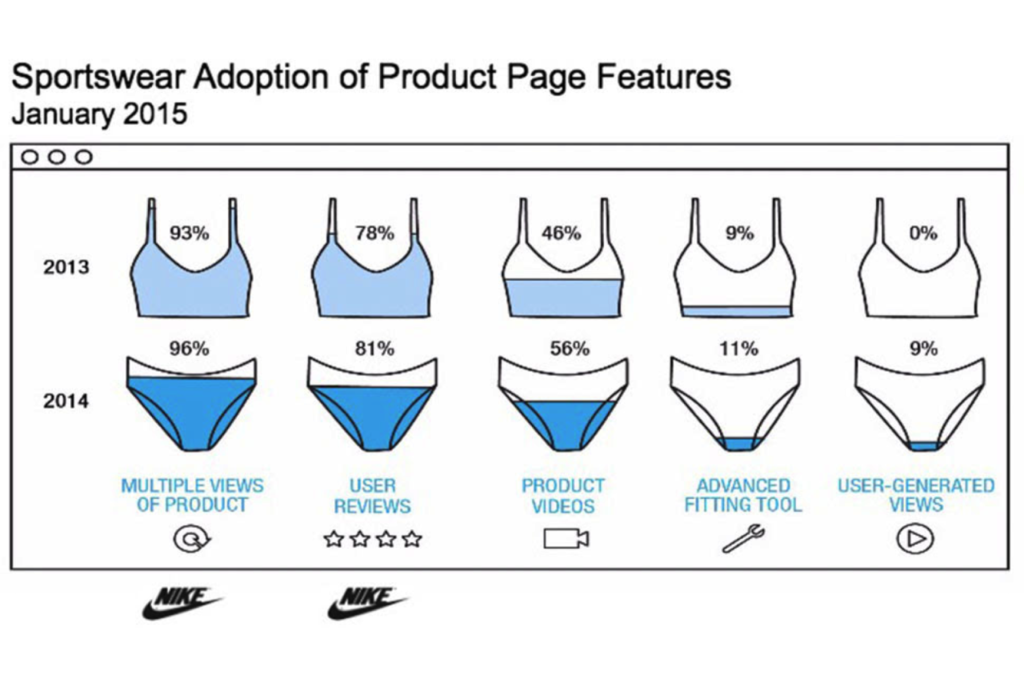 Sportswear Adoption of Product Page Features
January 2015
2013
93%
78%
46%
9%
0%
2014
96%
81%
56%
11%
9%
MULTIPLE VIEWS
OF PRODUCT
USER
REVIEWS
PRODUCT
VIDEOS
ADVANCED
FITTING TOOL
USER-GENERATED
VIEWS
NIKE
NIKE